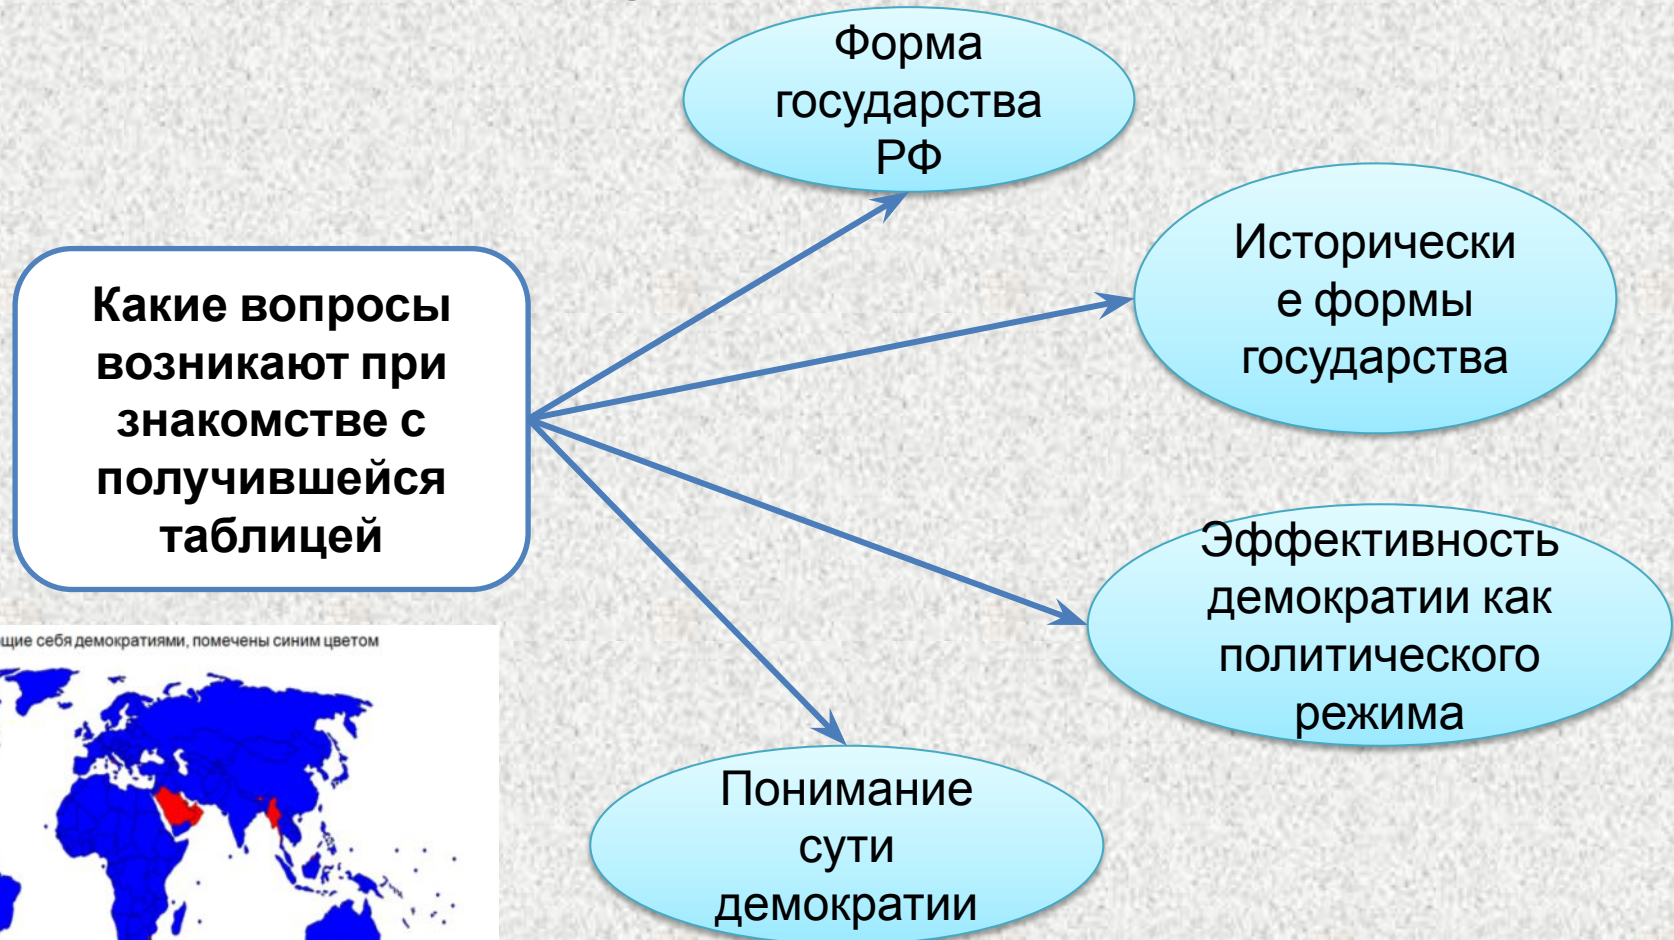 Форма
государства
РФ
Исторически
е формы
государства
Какие вопросы
возникают при
знакомстве с
получившейся
таблицей
Эффективность
демократии как
политического
режима
себя демократиями, помечены синим цветом
Понимание
сути
демократии